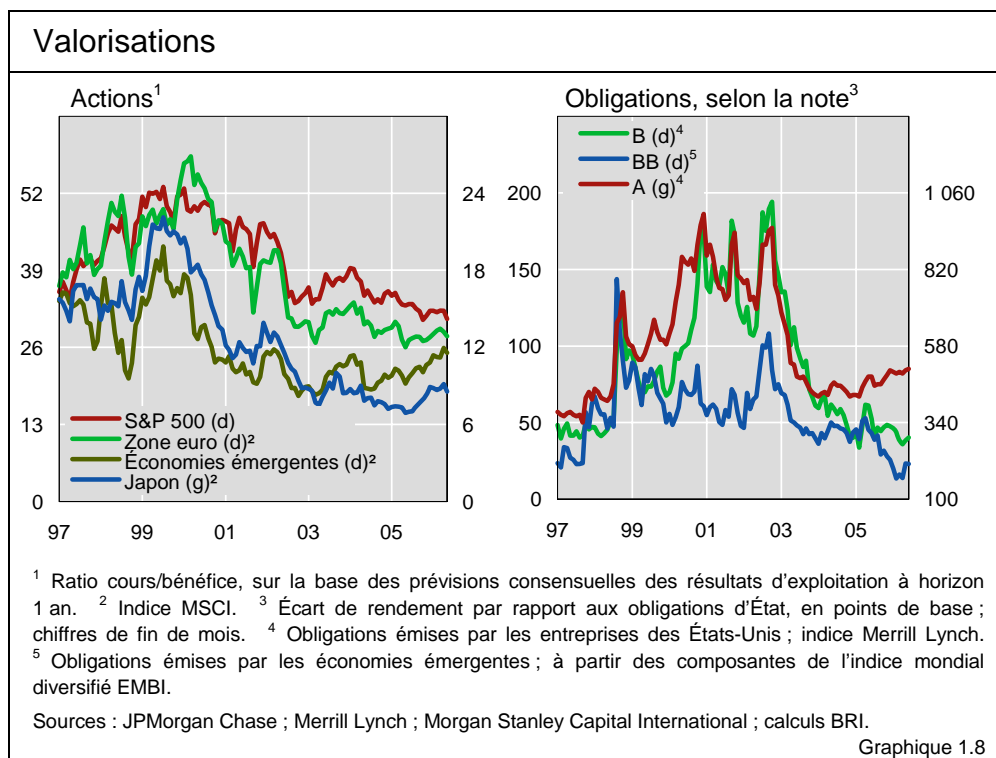 Valorisations
Actions¹
52
39
26
13
0
24
18
12
6
0
S&P 500 (d)
Zone euro (d)²
Économies émergentes (d)²
Japon (g)²
97 99 01 03 05
Obligations, selon la note³
B (d)⁴
BB (d)⁵
A (g)⁴
200
150
100
50
0
1 060
820
580
340
100
97 99 01 03 05
¹ Ratio cours/bénéfice, sur la base des prévisions consensuelles des résultats d’exploitation à horizon
1 an. ² Indice MSCI. ³ Écart de rendement par rapport aux obligations d’État, en points de base ;
chiffres de fin de mois. ⁴ Obligations émises par les entreprises des États-Unis ; indice Merrill Lynch.
⁵ Obligations émises par les économies émergentes ; à partir des composantes de l’indice mondial
diversifié EMBI.
Sources : JPMorgan Chase ; Merrill Lynch ; Morgan Stanley Capital International ; calculs BRI.
Graphique 1.8